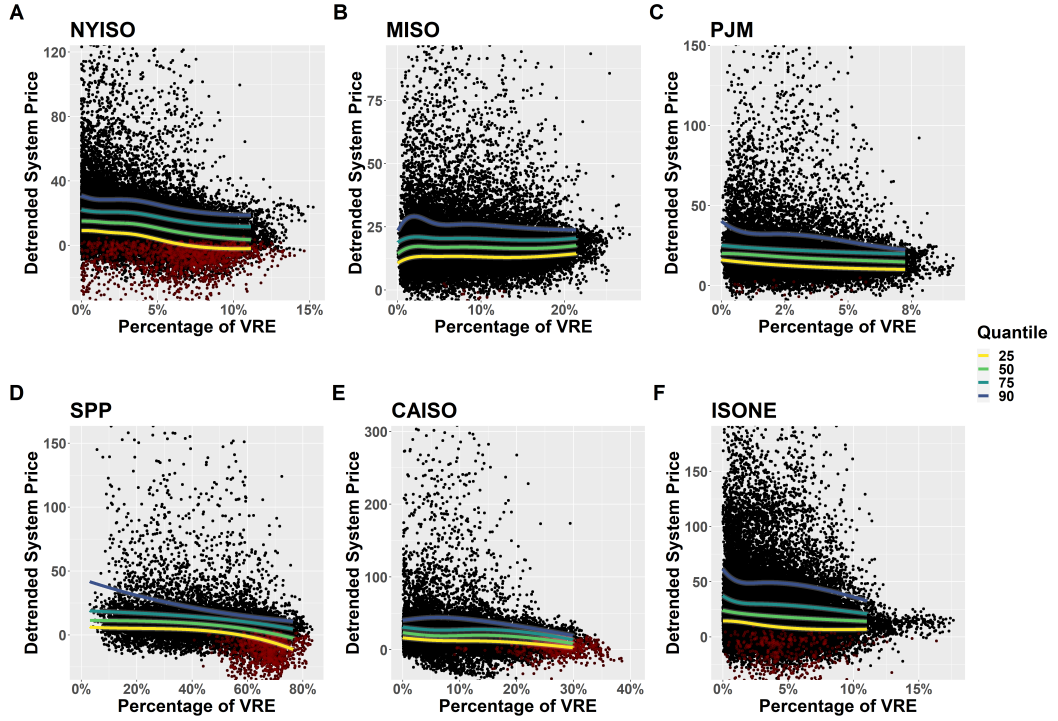 A
NYISO
Detrended System Price
120
80
40
0
0%
5%
10%
15%
Percentage of VRE
B
MISO
Detrended System Price
75
50
25
0
0%
10%
20%
Percentage of VRE
C
PJM
Detrended System Price
150
100
50
0
0%
2%
5%
8%
Percentage of VRE
Quantile
25
50
75
90
D
SPP
Detrended System Price
150
100
50
0
0%
20%
40%
60%
80%
Percentage of VRE
E
CAISO
Detrended System Price
300
200
100
0
0%
10%
20%
30%
40%
Percentage of VRE
F
ISONE
Detrended System Price
150
100
50
0
0%
5%
10%
15%
Percentage of VRE